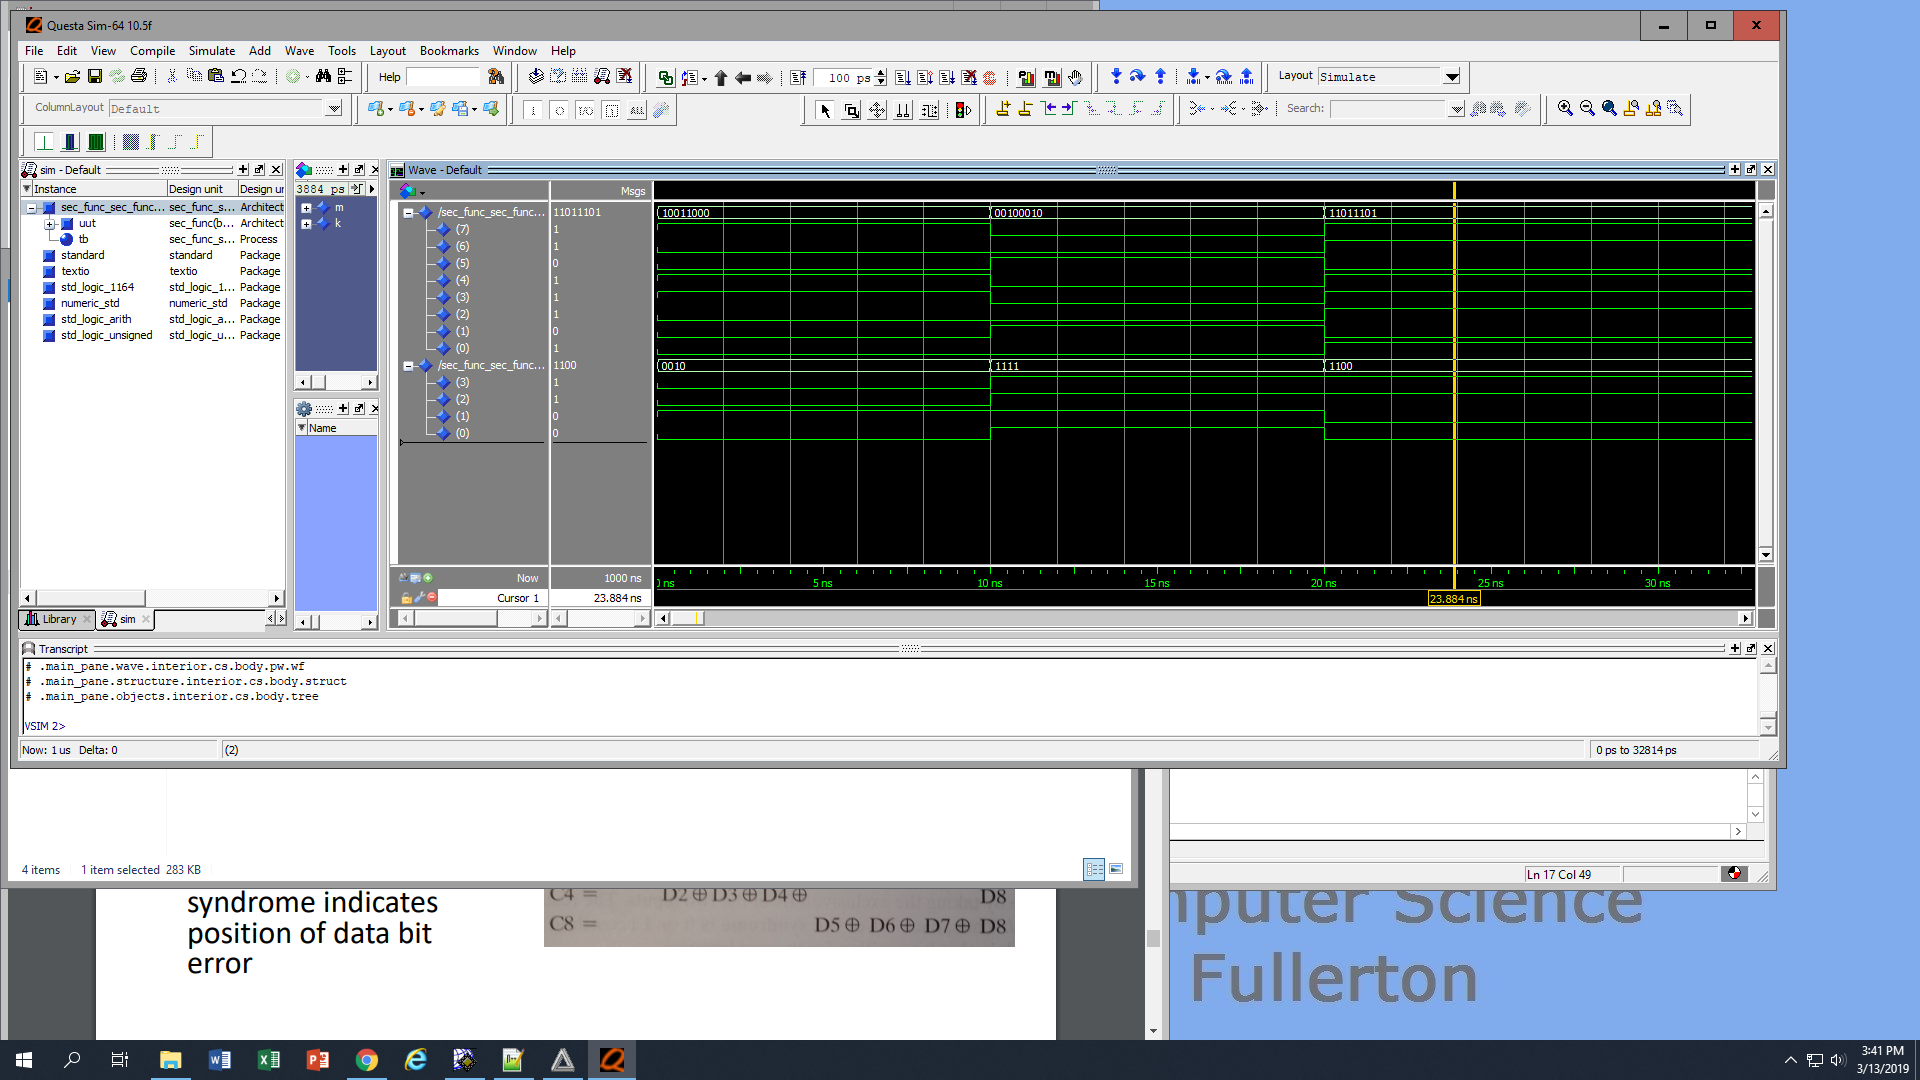 Questa Sim-64 10.5f
File Edit View Compile Simulate Add Wave Tools Layout Bookmarks Window Help
Help
100 ps
Layout Simulate
ColumnLayout Default
Search:
sim - Default
Instance Design unit Design ur
sec_func_sec_func... sec_func_s... Architect
uut sec_func(b... Architect
tb sec_func_s... Process
standard standard Package
textio textio Package
std_logic_1164 std_logic_1... Package
numeric_std numeric_std Package
std_logic_arith std_logic_a... Package
std_logic_unsigned std_logic_u... Package
Library sim
3884 ps
m
k
Name
Wave - Default
Msgs
/sec_func_sec_func... 11011101 10011000 00100010 11011101
(7) 1
(6) 1
(5) 0
(4) 1
(3) 1
(2) 1
(1) 0
(0) 1
/sec_func_sec_func... 1100 0010 1111 1100
(3) 1
(2) 1
(1) 0
(0) 0
Now 1000 ns
5 ns 10 ns 15 ns 20 ns 25 ns 30 ns
Cursor 1 23.884 ns 23.884 ns
Transcript
# .main_pane.wave.interior.cs.body.pw.wf
# .main_pane.structure.interior.cs.body.struct
# .main_pane.objects.interior.cs.body.tree
VSIM 2>
Now: 1 us Delta: 0 (2) 0 ps to 32814 ps
4 items 1 item selected 283 KB
Ln 17 Col 49
syndrome indicates
position of data bit
error
C4 = D2 ⊕ D3 ⊕ D4 ⊕ D8
C8 = D5 ⊕ D6 ⊕ D7 ⊕ D8
mputer Science
Fullerton
3:41 PM
3/13/2019